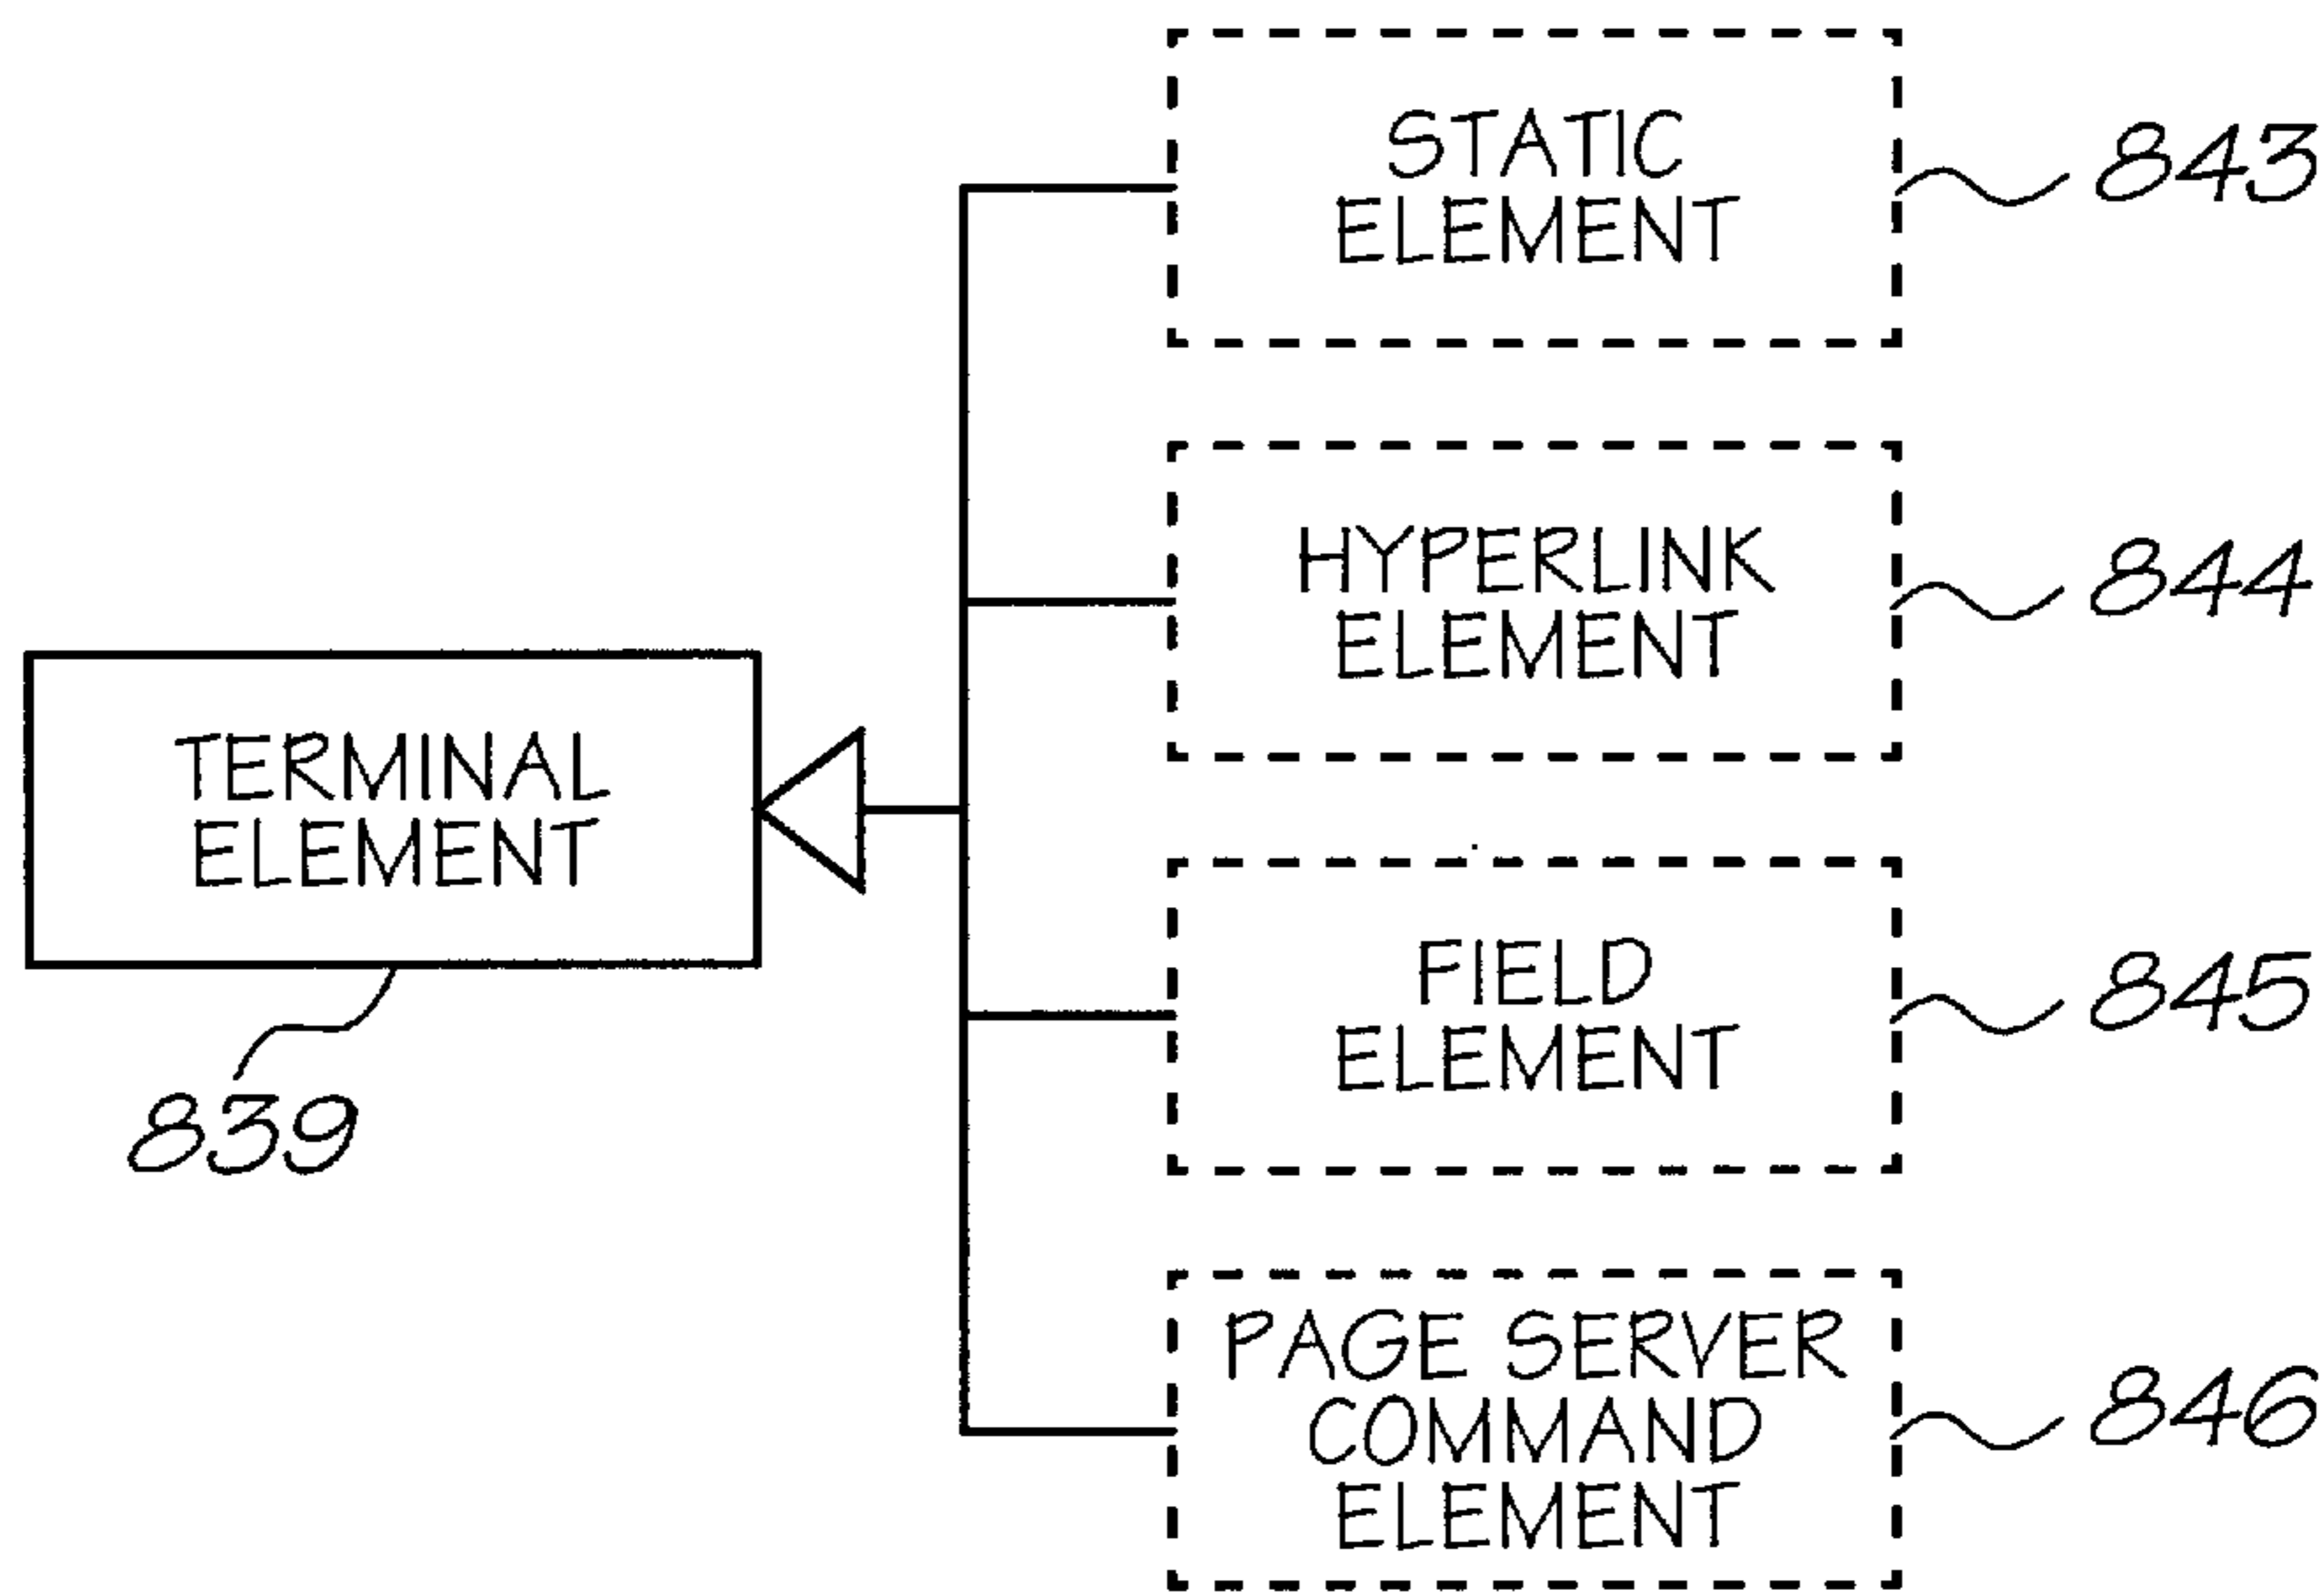 STATIC
ELEMENT
843
HYPERLINK
ELEMENT
844
TERMINAL
ELEMENT
839
FIELD
ELEMENT
845
PAGE SERVER
COMMAND
ELEMENT
846